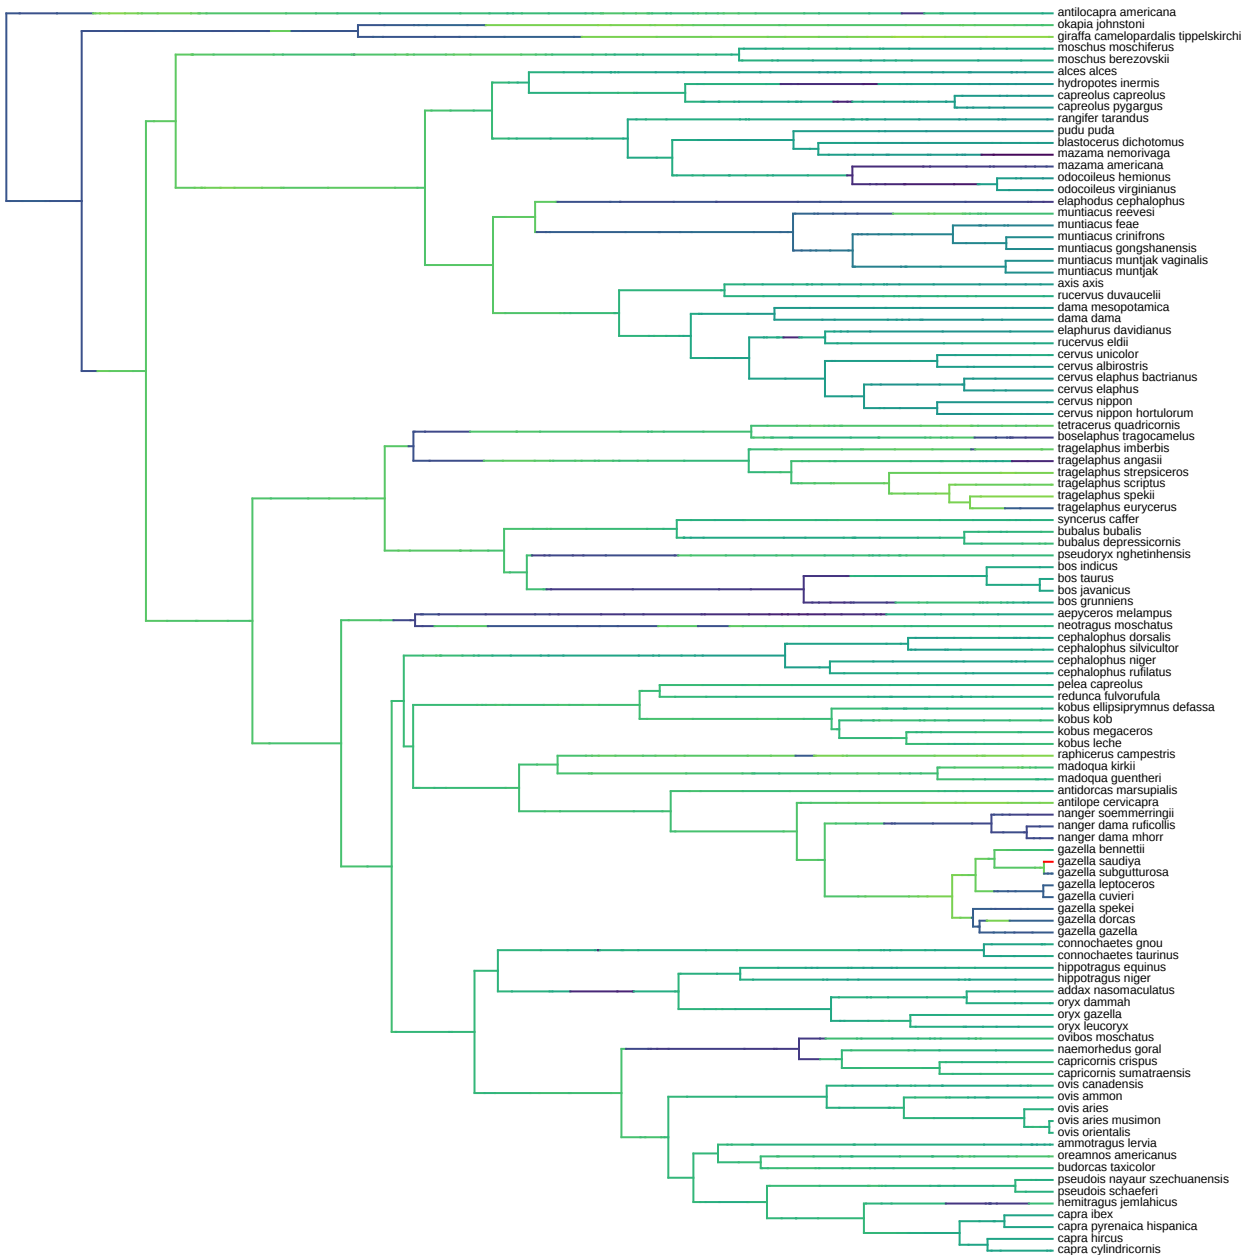 antilocapra americana
okapia johnstoni
giraffa camelopardalis tippelskirchi
moschus moschiferus
moschus berezovskii
alces alces
hydropotes inermis
capreolus capreolus
capreolus pygargus
rangifer tarandus
pudu puda
blastocerus dichotomus
mazama nemorivaga
mazama americana
odocoileus hemionus
odocoileus virginianus
elaphodus cephalophus
muntiacus reevesi
muntiacus feae
muntiacus crinifrons
muntiacus gongshanensis
muntiacus muntjak vaginalis
muntiacus muntjak
axis axis
rucervus duvaucelii
dama mesopotamica
dama dama
elaphurus davidianus
rucervus eldii
cervus unicolor
cervus albirostris
cervus elaphus bactrianus
cervus elaphus
cervus nippon
cervus nippon hortulorum
tetracerus quadricornis
boselaphus tragocamelus
tragelaphus imberbis
tragelaphus angasii
tragelaphus strepsiceros
tragelaphus scriptus
tragelaphus spekii
tragelaphus eurycerus
syncerus caffer
bubalus bubalis
bubalus depressicornis
pseudoryx nghetinhensis
bos indicus
bos taurus
bos javanicus
bos grunniens
aepyceros melampus
neotragus moschatus
cephalophus dorsalis
cephalophus silvicultor
cephalophus niger
cephalophus rufilatus
pelea capreolus
redunca fulvorufula
kobus ellipsiprymnus defassa
kobus kob
kobus megaceros
kobus leche
raphicerus campestris
madoqua kirkii
madoqua guentheri
antidorcas marsupialis
antilope cervicapra
nanger soemmerringii
nanger dama ruficollis
nanger dama mhorr
gazella bennettii
gazella saudiya
gazella subgutturosa
gazella leptoceros
gazella cuvieri
gazella spekei
gazella dorcas
gazella gazella
connochaetes gnou
connochaetes taurinus
hippotragus equinus
hippotragus niger
addax nasomaculatus
oryx dammah
oryx gazella
oryx leucoryx
ovibos moschatus
naemorhedus goral
capricornis crispus
capricornis sumatraensis
ovis canadensis
ovis ammon
ovis aries
ovis aries musimon
ovis orientalis
ammotragus lervia
oreamnos americanus
budorcas taxicolor
pseudois nayaur szechuanensis
pseudois schaeferi
hemitragus jemlahicus
capra ibex
capra pyrenaica hispanica
capra hircus
capra cylindricornis